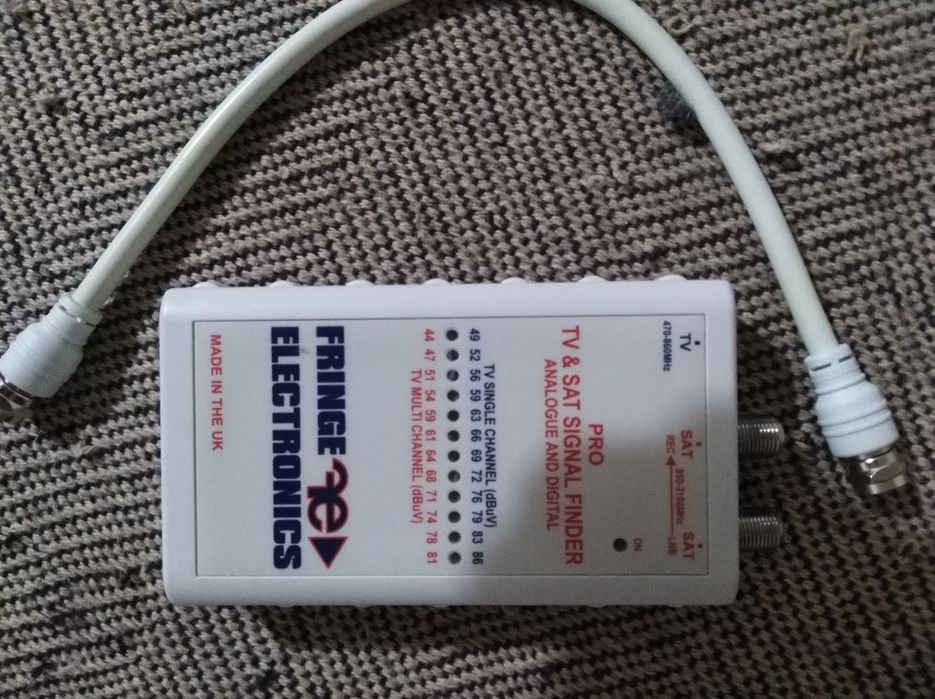 TV
470-860MHz
SAT
SAT
REC
950-2100MHz
LNB
ON
PRO
TV & SAT SIGNAL FINDER
ANALOGUE AND DIGITAL
TV SINGLE CHANNEL (dBuV)
49 52 56 59 63 66 69 72 76 79 83 86
44 47 51 54 59 61 64 68 71 74 78 81
TV MULTI CHANNEL (dBuV)
FRINGE fe
ELECTRONICS
MADE IN THE UK